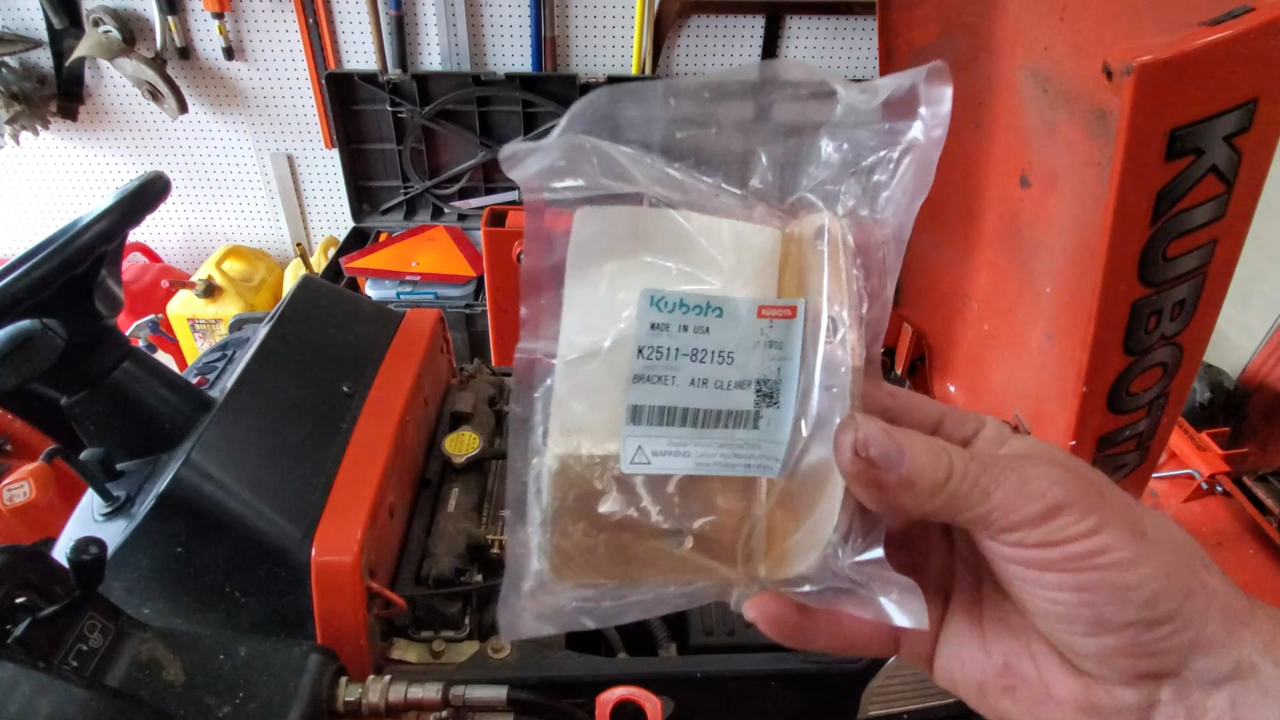 Kubota
KUBOTA
MADE IN USA
K2511-82155
BRACKET, AIR CLEANER
WARNING:
KUBOTA